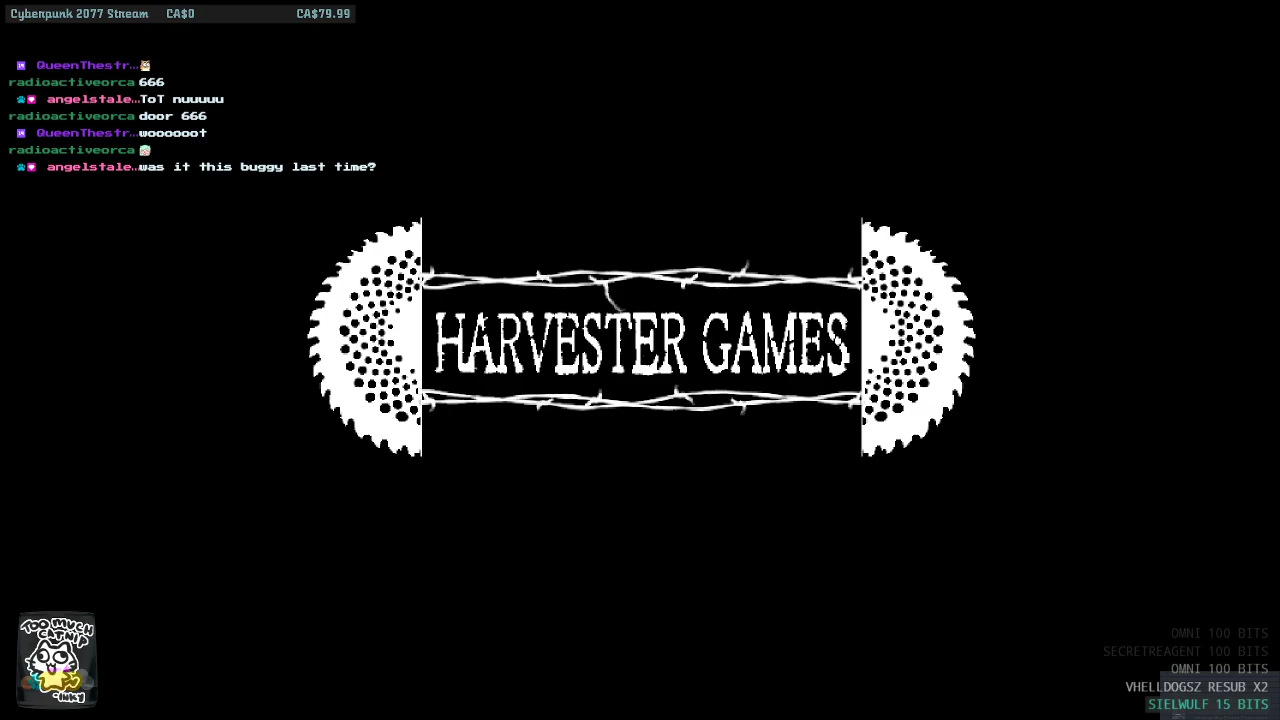 Cyberpunk 2077 Stream CA$0 CA$79.99
QueenThestr...
radioactiveorca 666
angelstale...ToT nuuuuu
radioactiveorca door 666
QueenThestr...woooooot
radioactiveorca
angelstale...was it this buggy last time?
HARVESTER GAMES
TOO MUCH
CATNIP
-INKY
OMNI 100 BITS
SECRETREAGENT 100 BITS
OMNI 100 BITS
VHELLDOGSZ RESUB X2
SIELWULF 15 BITS